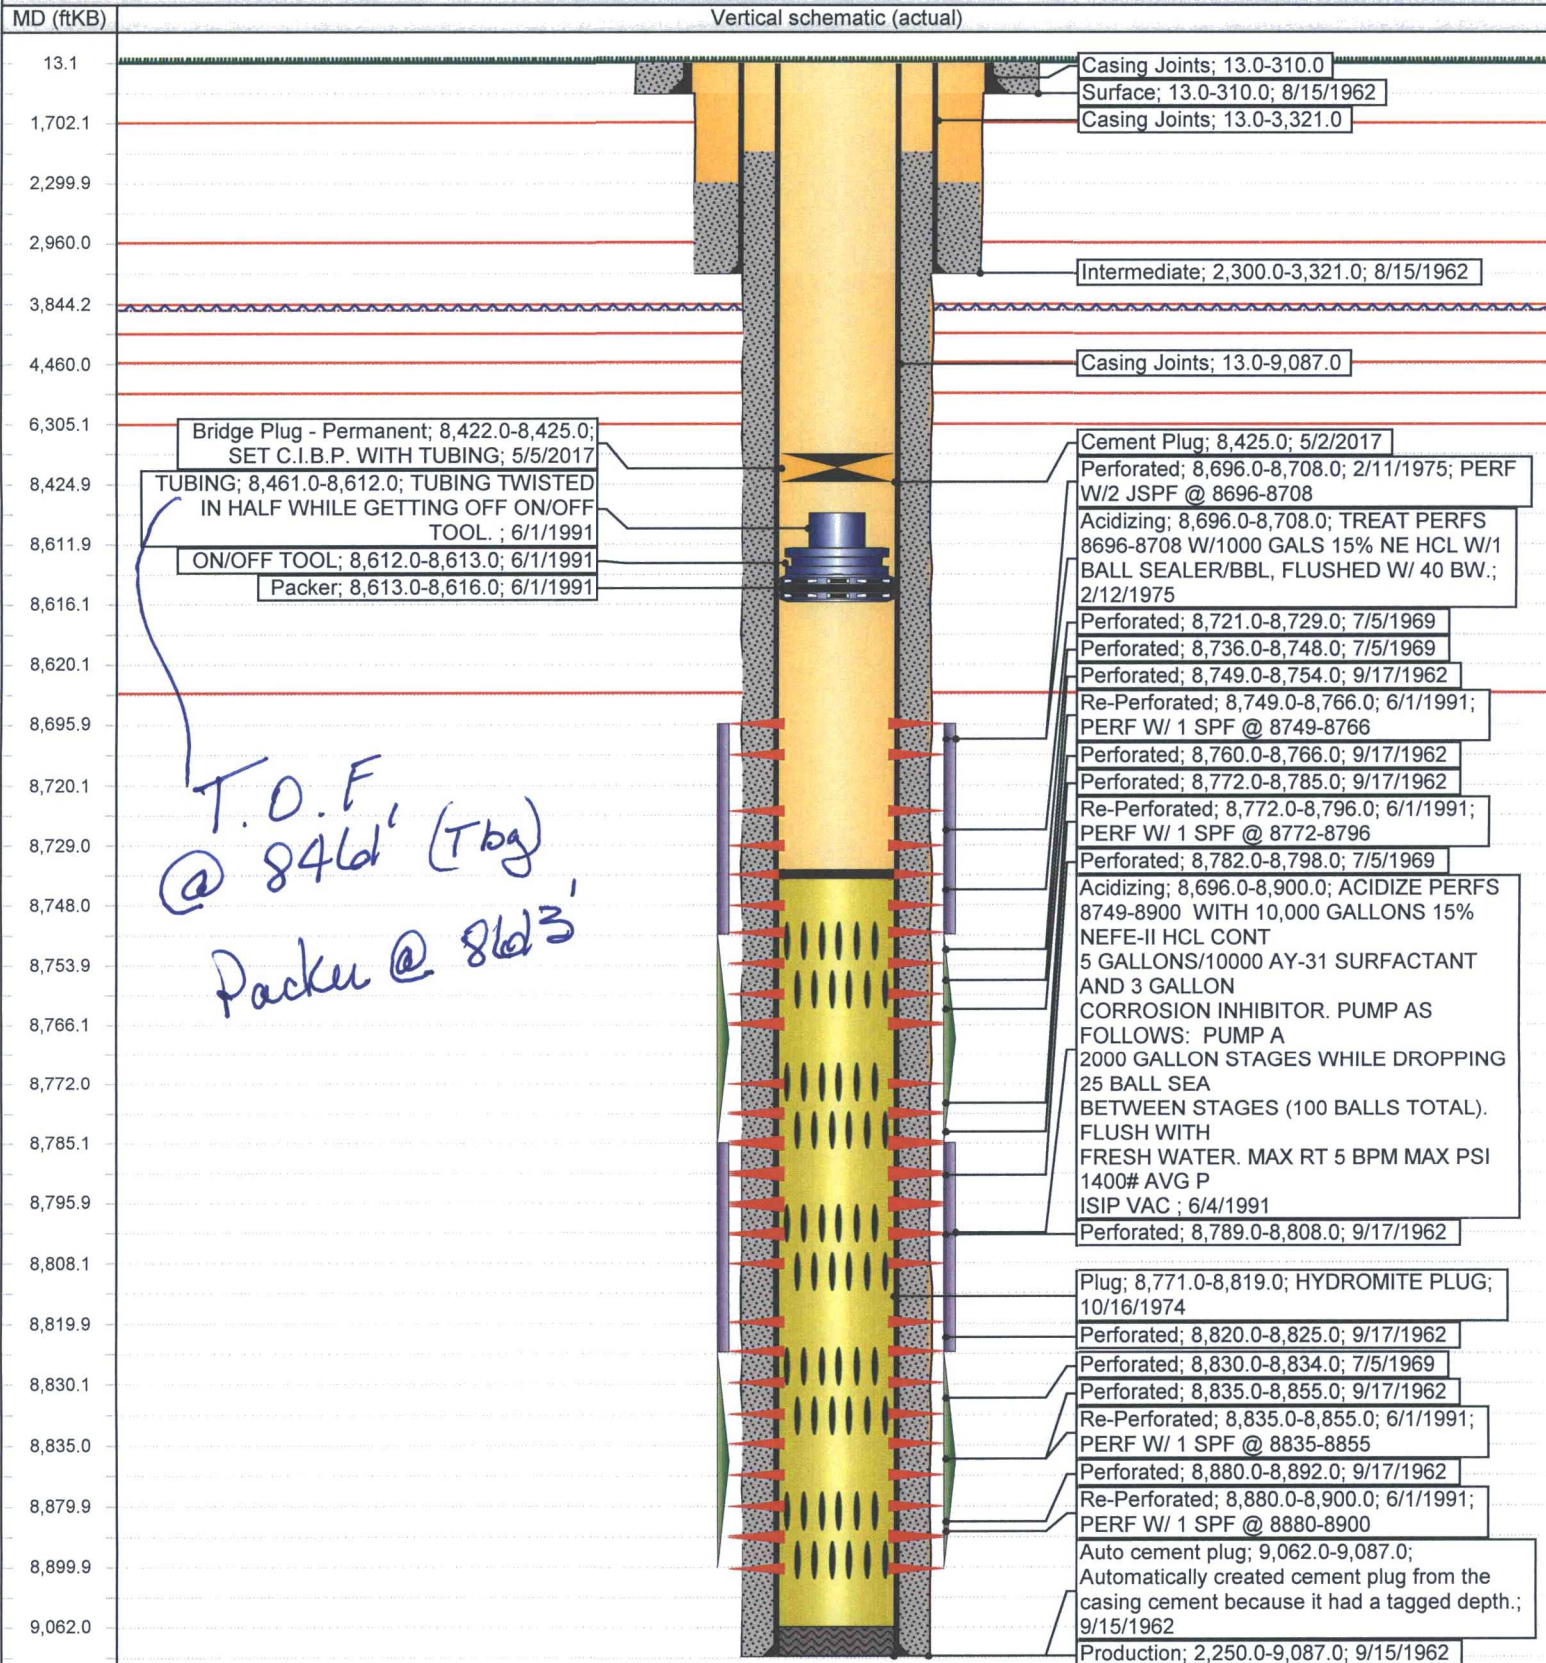 MD (ftKB)
Vertical schematic (actual)
13.1
1,702.1
2,299.9
2,960.0
3,844.2
4,460.0
6,305.1
8,424.9
8,611.9
8,616.1
8,620.1
8,695.9
8,720.1
8,729.0
8,748.0
8,753.9
8,766.1
8,772.0
8,785.1
8,795.9
8,808.1
8,819.9
8,830.1
8,835.0
8,879.9
8,899.9
9,062.0
Bridge Plug - Permanent; 8,422.0-8,425.0;
SET C.I.B.P. WITH TUBING; 5/5/2017
TUBING; 8,461.0-8,612.0; TUBING TWISTED
IN HALF WHILE GETTING OFF ON/OFF
TOOL. ; 6/1/1991
ON/OFF TOOL; 8,612.0-8,613.0; 6/1/1991
Packer; 8,613.0-8,616.0; 6/1/1991
T.O.F
@ 8461' (Tbg)
Packer @ 8613'
Casing Joints; 13.0-310.0
Surface; 13.0-310.0; 8/15/1962
Casing Joints; 13.0-3,321.0
Intermediate; 2,300.0-3,321.0; 8/15/1962
Casing Joints; 13.0-9,087.0
Cement Plug; 8,425.0; 5/2/2017
Perforated; 8,696.0-8,708.0; 2/11/1975; PERF
W/2 JSPF @ 8696-8708
Acidizing; 8,696.0-8,708.0; TREAT PERFS
8696-8708 W/1000 GALS 15% NE HCL W/1
BALL SEALER/BBL, FLUSHED W/ 40 BW.;
2/12/1975
Perforated; 8,721.0-8,729.0; 7/5/1969
Perforated; 8,736.0-8,748.0; 7/5/1969
Perforated; 8,749.0-8,754.0; 9/17/1962
Re-Perforated; 8,749.0-8,766.0; 6/1/1991;
PERF W/ 1 SPF @ 8749-8766
Perforated; 8,760.0-8,766.0; 9/17/1962
Perforated; 8,772.0-8,785.0; 9/17/1962
Re-Perforated; 8,772.0-8,796.0; 6/1/1991;
PERF W/ 1 SPF @ 8772-8796
Perforated; 8,782.0-8,798.0; 7/5/1969
Acidizing; 8,696.0-8,900.0; ACIDIZE PERFS
8749-8900  WITH 10,000 GALLONS 15%
NEFE-II HCL CONT
5 GALLONS/10000 AY-31 SURFACTANT
AND 3 GALLON
CORROSION INHIBITOR. PUMP AS
FOLLOWS:  PUMP A
2000 GALLON STAGES WHILE DROPPING
25 BALL SEA
BETWEEN STAGES (100 BALLS TOTAL).
FLUSH WITH
FRESH WATER. MAX RT 5 BPM MAX PSI
1400# AVG P
ISIP VAC ; 6/4/1991
Perforated; 8,789.0-8,808.0; 9/17/1962
Plug; 8,771.0-8,819.0; HYDROMITE PLUG;
10/16/1974
Perforated; 8,820.0-8,825.0; 9/17/1962
Perforated; 8,830.0-8,834.0; 7/5/1969
Perforated; 8,835.0-8,855.0; 9/17/1962
Re-Perforated; 8,835.0-8,855.0; 6/1/1991;
PERF W/ 1 SPF @ 8835-8855
Perforated; 8,880.0-8,892.0; 9/17/1962
Re-Perforated; 8,880.0-8,900.0; 6/1/1991;
PERF W/ 1 SPF @ 8880-8900
Auto cement plug; 9,062.0-9,087.0;
Automatically created cement plug from the
casing cement because it had a tagged depth.;
9/15/1962
Production; 2,250.0-9,087.0; 9/15/1962